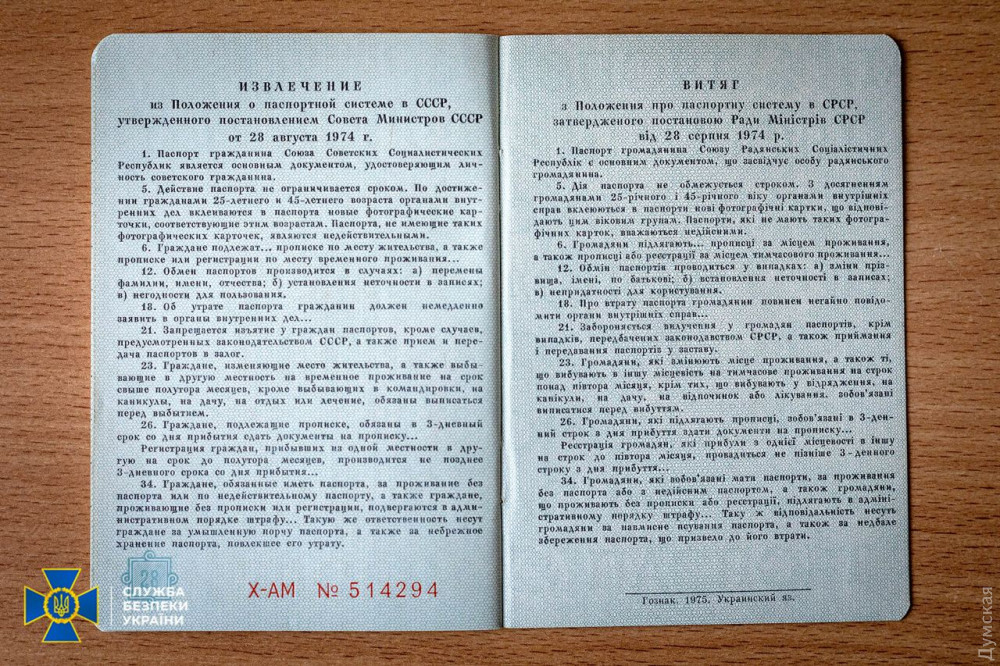 ИЗВЛЕЧЕНИЕ
из Положения о паспортной системе в СССР,
утвержденного постановлением Совета Министров СССР
от 28 августа 1974 г.
1. Паспорт гражданина Союза Советских Социалистических
Республик является основным документом, удостоверяющим лич-
ность советского гражданина.
5. Действие паспорта не ограничивается сроком. По достиже-
нии гражданами 25-летнего и 45-летнего возраста органами внут-
ренних дел вклеиваются в паспорта новые фотографические кар-
точки, соответствующие этим возрастам. Паспорта, не имеющие таких
фотографических карточек, являются недействительными.
6. Граждане подлежат... прописке по месту жительства, а также
прописке или регистрации по месту временного проживания...
12. Обмен паспортов производится в случаях: а) перемены
фамилии, имени, отчества; б) установления неточности в записях;
в) негодности для пользования.
18. Об утрате паспорта гражданин должен немедленно
заявить в органы внутренних дел...
21. Запрещается изъятие у граждан паспортов, кроме случаев,
предусмотренных законодательством СССР, а также прием и пере-
дача паспортов в залог.
23. Граждане, изменяющие место жительства, а также выбы-
вающие в другую местность на временное проживание на срок
свыше полутора месяцев, кроме выбывающих в командировки, на
каникулы, на дачу, на отдых или лечение, обязаны выписаться
перед выбытием.
26. Граждане, подлежащие прописке, обязаны в 3-дневный
срок со дня прибытия сдать документы на прописку...
Регистрация граждан, прибывших из одной местности в дру-
гую на срок до полутора месяцев, производится не позднее
3-дневного срока со дня прибытия...
34. Граждане, обязанные иметь паспорта, за проживание без
паспорта или по недействительному паспорту, а также граждане,
проживающие без прописки или регистрации, подвергаются в адми-
нистративном порядке штрафу... Такую же ответственность несут
граждане за умышленную порчу паспорта, а также за небрежное
хранение паспорта, повлекшее его утрату.
28
X-АМ № 514294
ВИТЯГ
з Положення про паспортну систему в СРСР,
затвердженого постановою Ради Міністрів СРСР
від 28 серпня 1974 р.
1. Паспорт громадянина Союзу Радянських Соціалістичних
Республік є основним документом, що засвідчує особу радянського
громадянина.
5. Дія паспорта не обмежується строком. З досягненням
громадянами 25-річного і 45-річного віку органами внутрішніх
справ вклеюються в паспорти нові фотографічні картки, що відпові-
дають цим віковим групам. Паспорти, які не мають таких фотогра-
фічних карток, вважаються недійсними.
6. Громадяни підлягають... прописці за місцем проживання,
а також прописці або реєстрації за місцем тимчасового проживання...
12. Обмін паспортів проводиться у випадках: а) зміни пріз-
вища, імені, по батькові; б) встановлення неточності в записах;
в) непридатності для користування.
18. Про втрату паспорта громадянин повинен негайно повідо-
мити органи внутрішніх справ...
21. Забороняється вилучення у громадян паспортів, крім
випадків, передбачених законодавством СРСР, а також приймання
і передавання паспортів у заставу.
23. Громадяни, які змінюють місце проживання, а також ті,
що вибувають в іншу місцевість на тимчасове проживання на строк
понад півтора місяця, крім тих, що вибувають у відрядження, на
канікули, на дачу, на відпочинок або лікування, зобов'язані
виписатися перед вибуттям.
26. Громадяни, які підлягають прописці, зобов'язані в 3-ден-
ний строк з дня прибуття здати документи на прописку...
Реєстрація громадян, які прибули з однієї місцевості в іншу
на строк до півтора місяця, провадиться не пізніше 3-денного
строку з дня прибуття...
34. Громадяни, які зобов'язані мати паспорти, за проживання
без паспорта або з недійсним паспортом, а також громадяни,
що проживають без прописки або реєстрації, підлягають в адміні-
стративному порядку штрафу... Таку ж відповідальність несуть
громадяни за навмисне псування паспорта, а також за недбале
збереження паспорта, що призвело до його втрати.
Гознак. 1975. Украинский яз.
СЛУЖБА
БЕЗПЕКИ
УКРАЇНИ
Думская